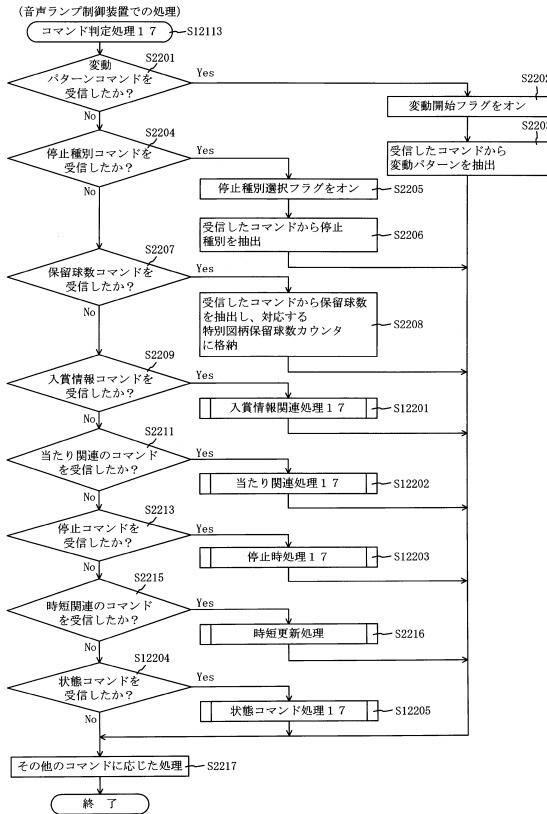 (音声ランプ制御装置での処理)
コマンド判定処理17
S12113
変動
パターンコマンドを
受信したか？
S2201
Yes
No
変動開始フラグをオン
S2202
受信したコマンドから
変動パターンを抽出
S2203
停止種別コマンドを
受信したか？
S2204
Yes
No
停止種別選択フラグをオン
S2205
受信したコマンドから停止
種別を抽出
S2206
保留球数コマンドを
受信したか？
S2207
Yes
No
受信したコマンドから保留球数
を抽出し、対応する
特別図柄保留球数カウンタ
に格納
S2208
入賞情報コマンドを
受信したか？
S2209
Yes
No
入賞情報関連処理17
S12201
当たり関連のコマンド
を受信したか？
S2211
Yes
No
当たり関連処理17
S12202
停止コマンドを
受信したか？
S2213
Yes
No
停止時処理17
S12203
時短関連のコマンド
を受信したか？
S2215
Yes
No
時短更新処理
S2216
状態コマンドを
受信したか？
S12204
Yes
No
状態コマンド処理17
S12205
その他のコマンドに応じた処理
S2217
終 了